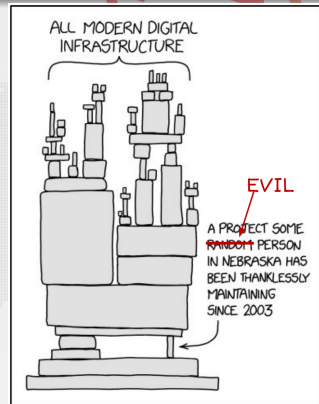 ALL MODERN DIGITAL
INFRASTRUCTURE
EVIL
A PROJECT SOME
RANDOM PERSON
IN NEBRASKA HAS
BEEN THANKLESSLY
MAINTAINING
SINCE 2003